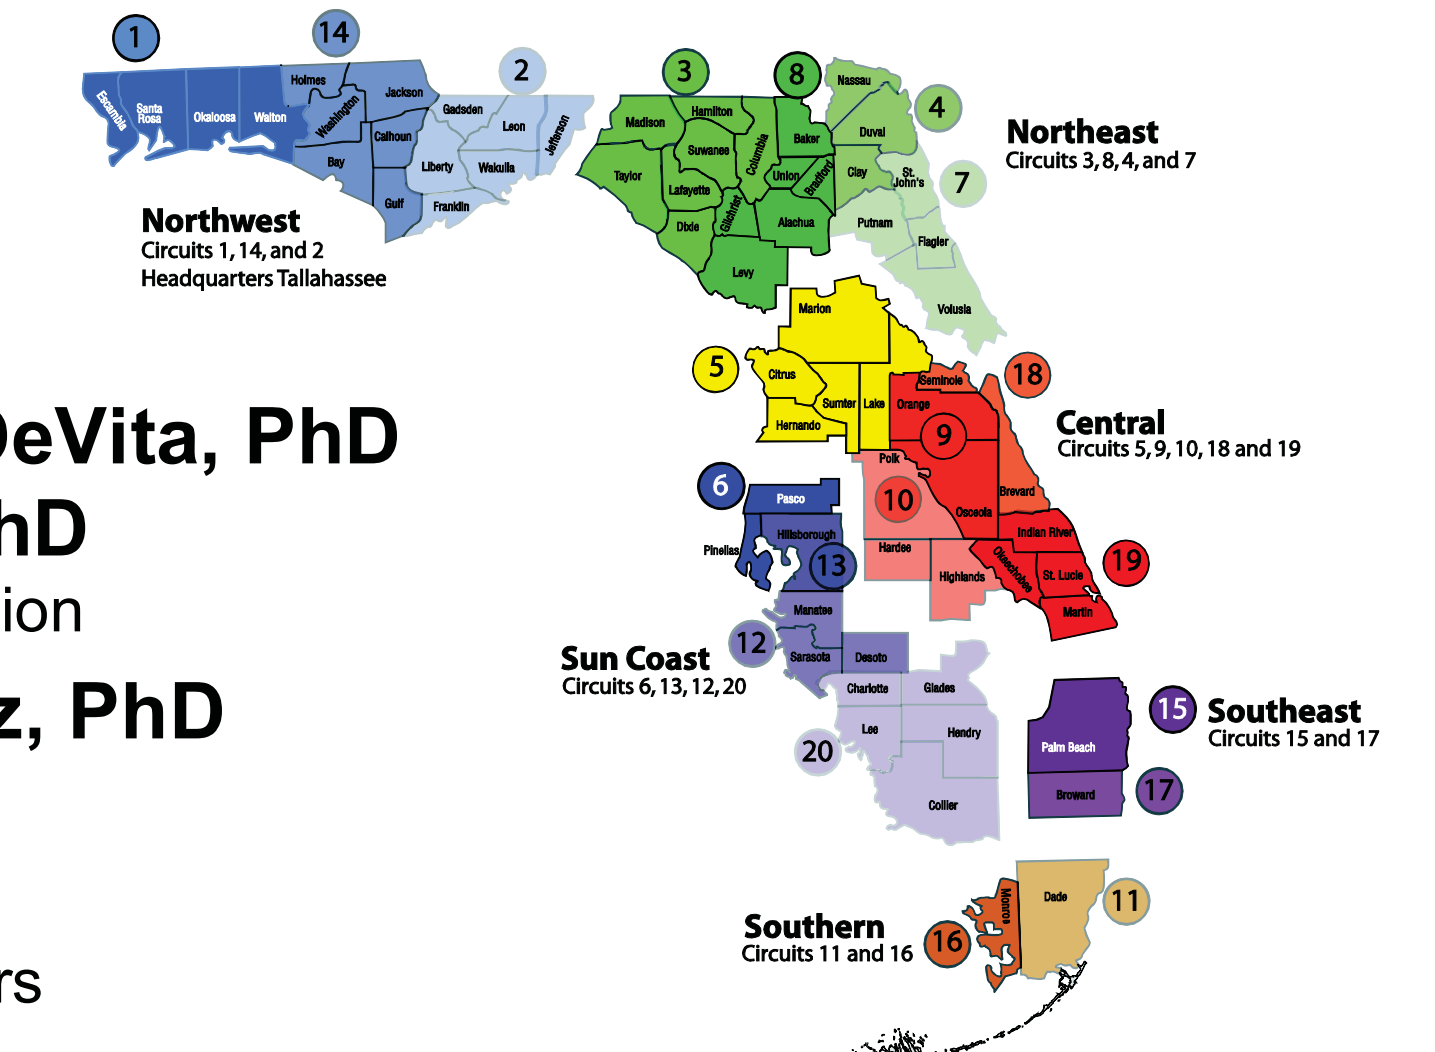 1
14
2
Holmes
Jackson
Washington
Escambia
Santa
Rosa
Okaloosa
Walton
Calhoun
Bay
Gulf
Gadsden
Leon
Jefferson
Liberty
Wakulla
Franklin
Northwest
Circuits 1, 14, and 2
Headquarters Tallahassee
3
8
4
7
Nassau
Duval
Madison
Hamilton
Suwanee
Columbia
Baker
Taylor
Lafayette
Union
Bradford
Clay
St.
John's
Dixie
Gilchrist
Alachua
Putnam
Flagler
Levy
Volusia
Northeast
Circuits 3, 8, 4, and 7
5
Marion
Citrus
Sumter
Lake
Hernando
18
Seminole
Orange
9
Brevard
Osceola
Polk
10
Hardee
Highlands
Indian River
Okeechobee
St. Lucie
Martin
19
Central
Circuits 5, 9, 10, 18 and 19
DeVita, PhD
hD
ion
z, PhD
rs
6
Pasco
Pinellas
Hillsborough
13
Manatee
12
Sarasota
Desoto
Sun Coast
Circuits 6, 13, 12, 20
Charlotte
Glades
Lee
Hendry
20
Collier
Palm Beach
15
Broward
17
Southeast
Circuits 15 and 17
Southern
Circuits 11 and 16
16
Monroe
Dade
11